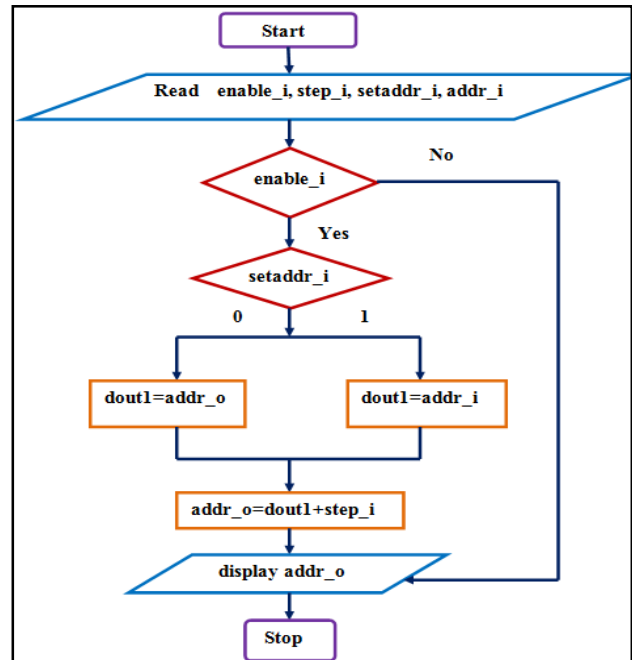 Start
Read enable_i, step_i, setaddr_i, addr_i
No
enable_i
Yes
setaddr_i
0 1
dout1=addr_o dout1=addr_i
addr_o=dout1+step_i
display addr_o
Stop